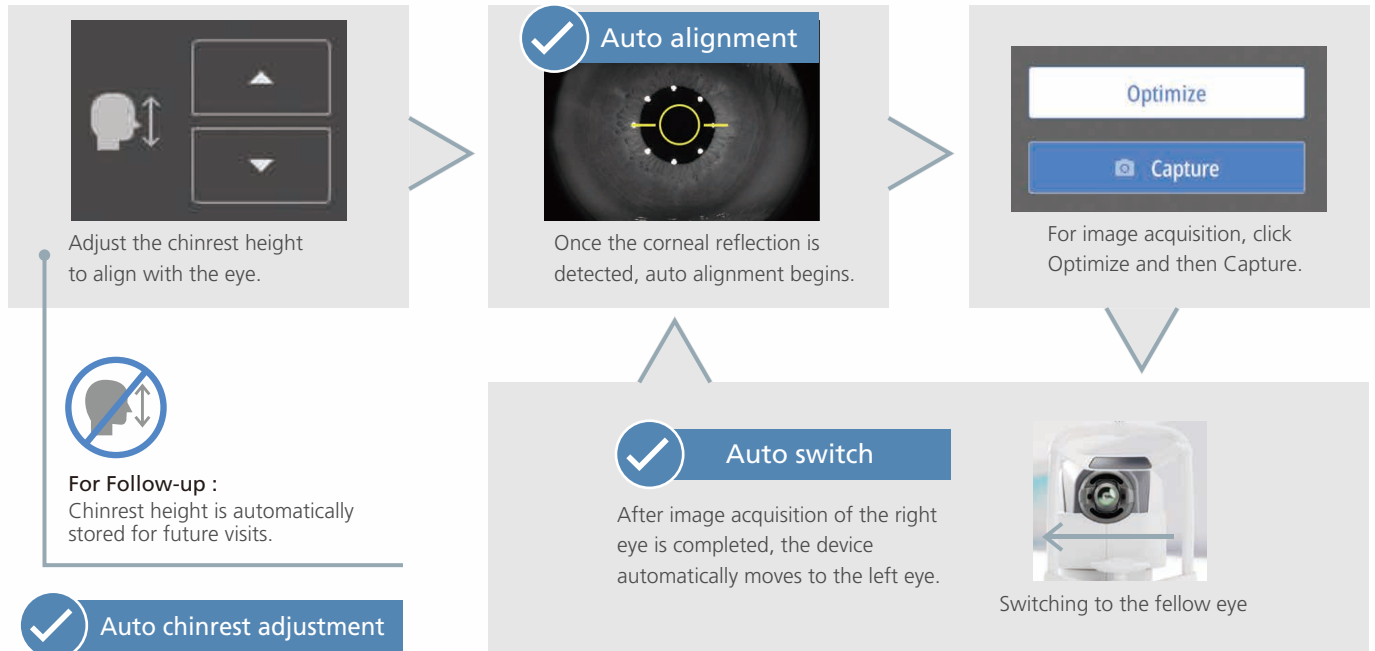 Adjust the chinrest height
to align with the eye.
For Follow-up :
Chinrest height is automatically
stored for future visits.
Auto chinrest adjustment
Auto alignment
Once the corneal reflection is
detected, auto alignment begins.
Optimize
Capture
For image acquisition, click
Optimize and then Capture.
Auto switch
After image acquisition of the right
eye is completed, the device
automatically moves to the left eye.
Switching to the fellow eye